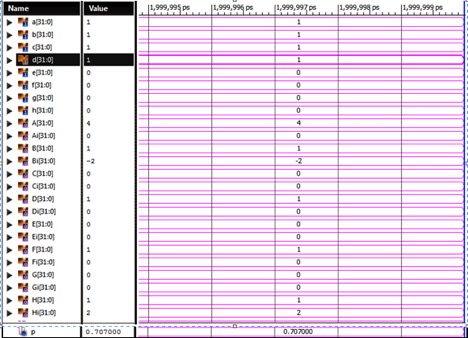 Name Value |1,999,995 ps |1,999,996 ps |1,999,997 ps |1,999,998 ps |1,999,999 ps
a[31:0] 1 1
b[31:0] 1 1
c[31:0] 1 1
d[31:0] 1 1
e[31:0] 0 0
f[31:0] 0 0
g[31:0] 0 0
h[31:0] 0 0
A[31:0] 4 4
Ai[31:0] 0 0
B[31:0] 1 1
Bi[31:0] -2 -2
C[31:0] 0 0
Ci[31:0] 0 0
D[31:0] 1 1
Di[31:0] 0 0
E[31:0] 0 0
Ei[31:0] 0 0
F[31:0] 1 1
Fi[31:0] 0 0
G[31:0] 0 0
Gi[31:0] 0 0
H[31:0] 1 1
Hi[31:0] 2 2
p 0.707000 0.707000